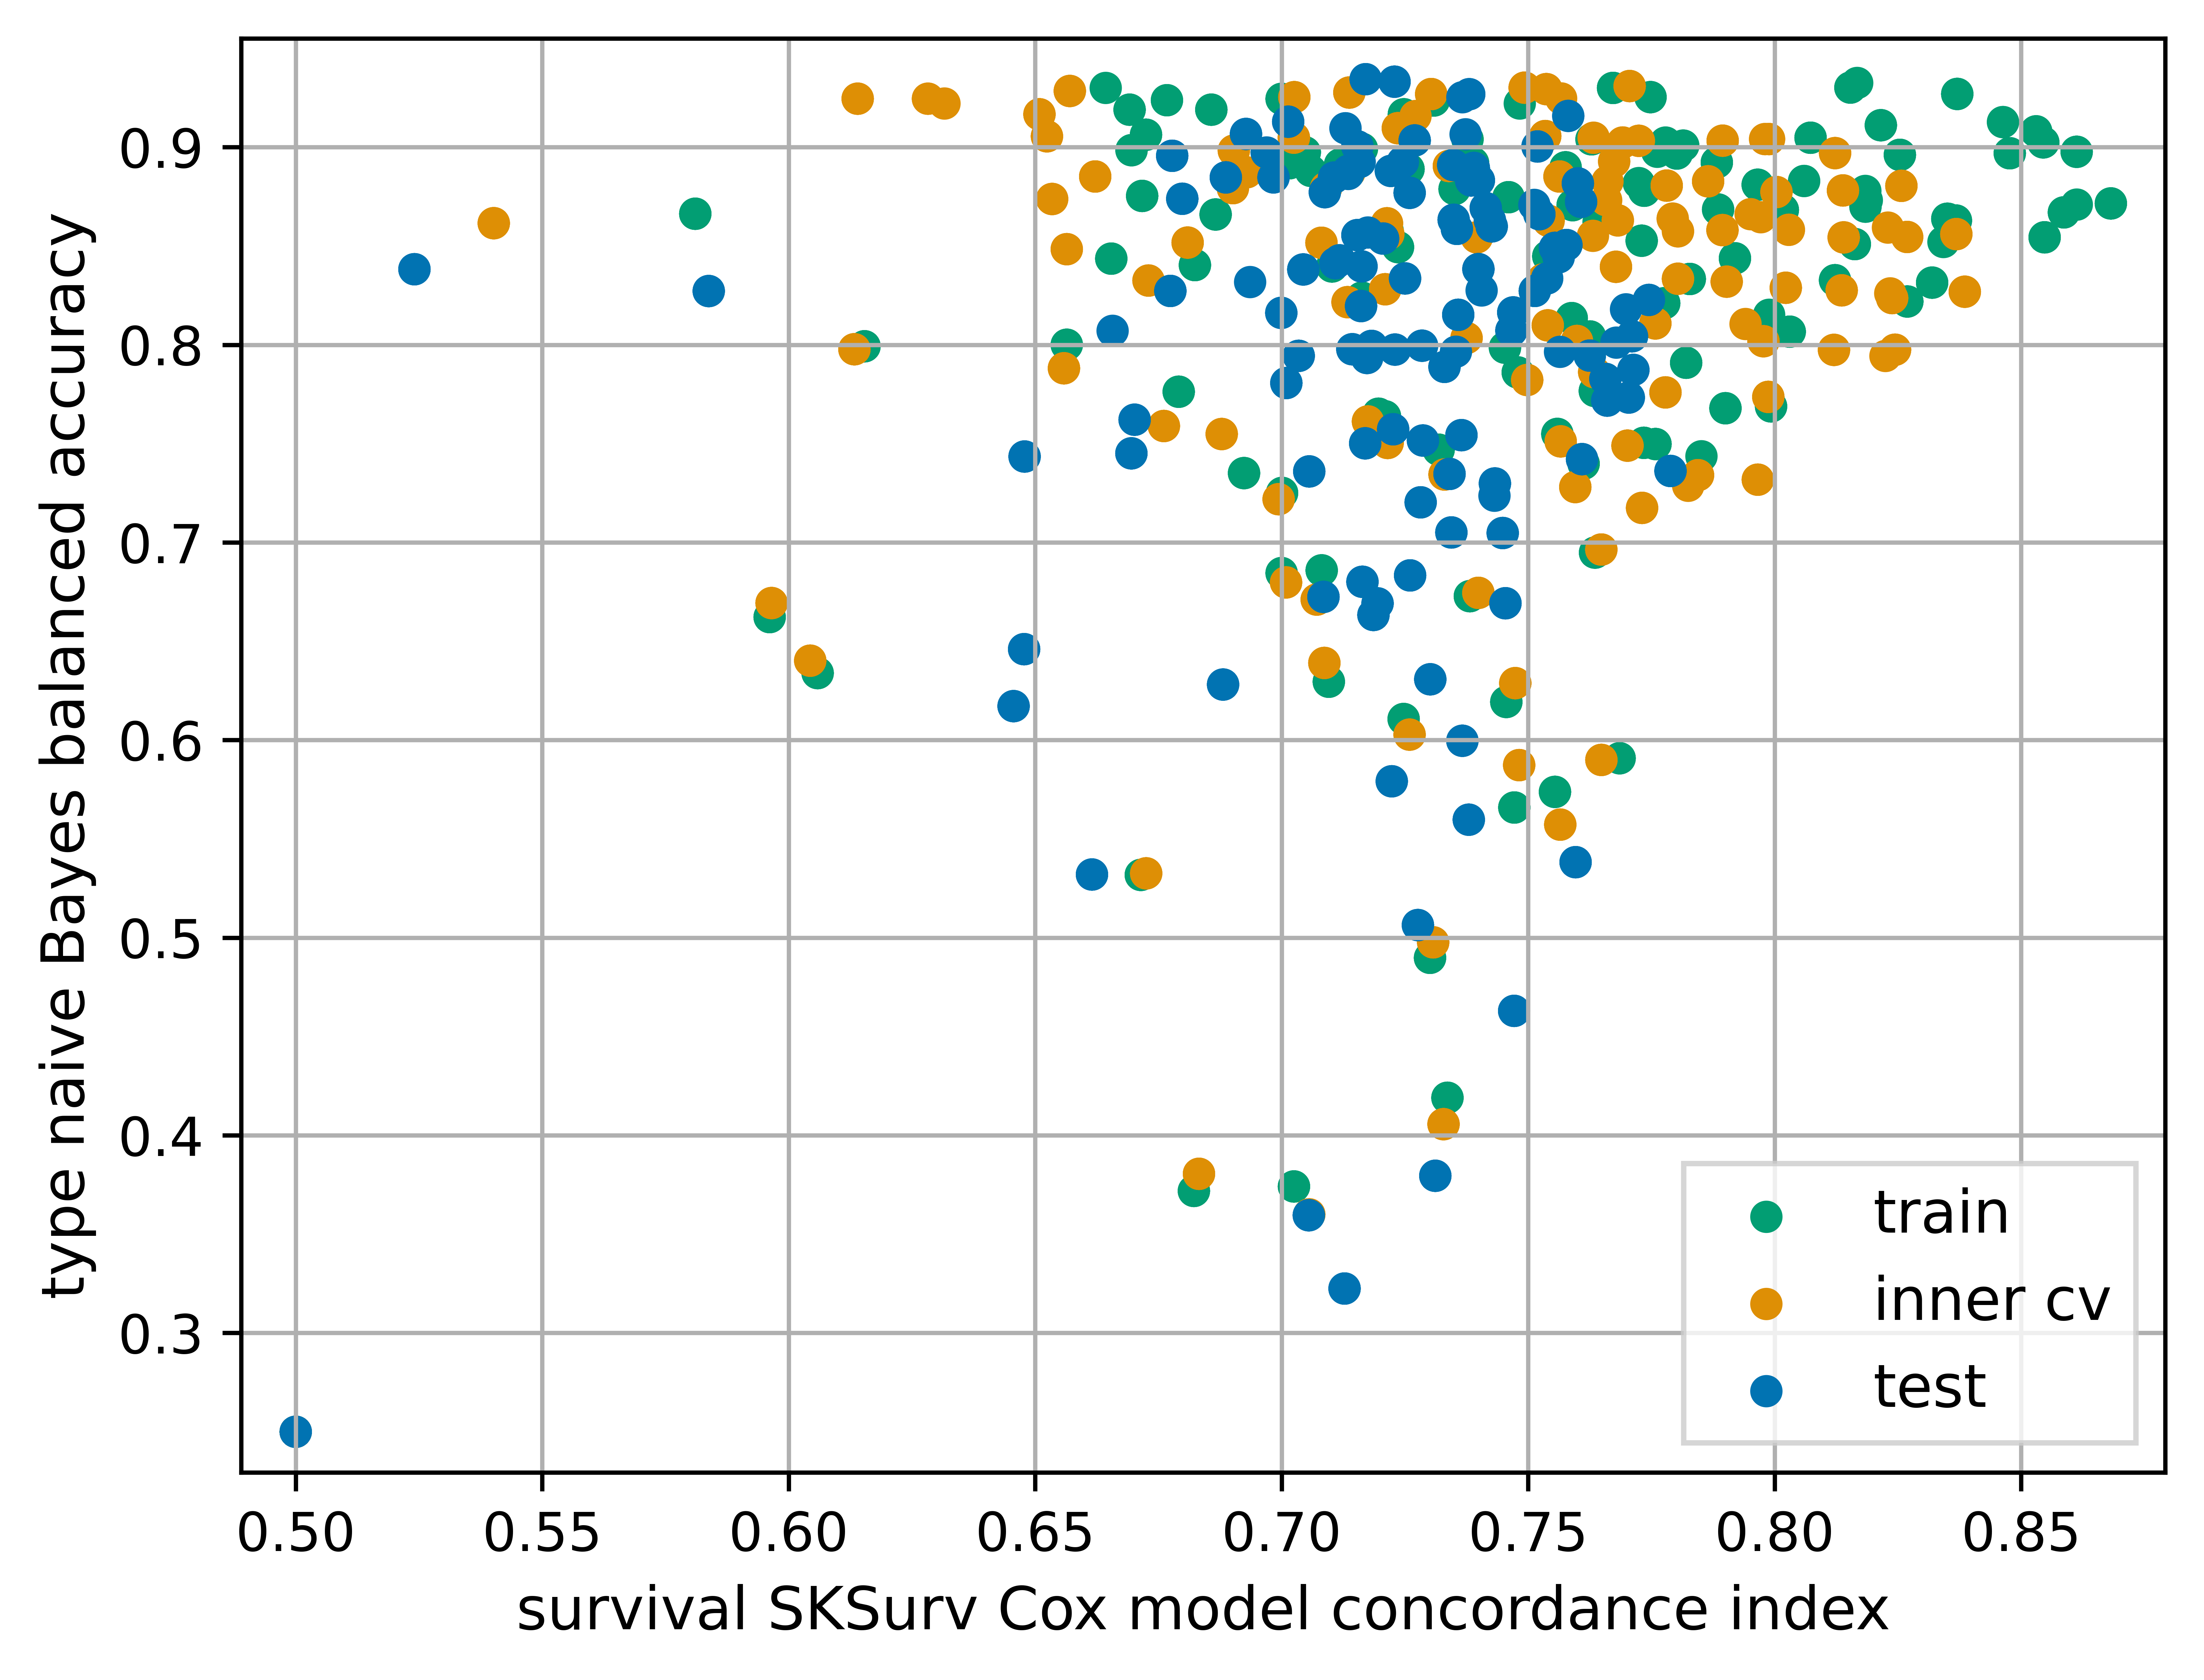 type naive Bayes balanced accuracy
0.9
0.8
0.7
0.6
0.5
0.4
0.3
train
inner cv
test
0.50 0.55 0.60 0.65 0.70 0.75 0.80 0.85
survival SKSurv Cox model concordance index